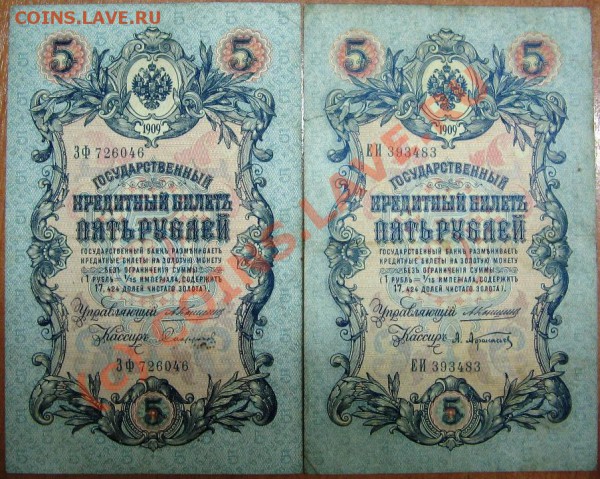 COINS.LAVE.РУ
5 5
1909
ЗФ 726046
ГОСУДАРСТВЕННЫЙ
КРЕДИТНЫЙ БИЛЕТЪ
ПЯТЬ РУБЛЕЙ
ГОСУДАРСТВЕННЫЙ БАНКЪ РАЗМѢНИВАЕТЪ
КРЕДИТНЫЕ БИЛЕТЫ НА ЗОЛОТУЮ МОНЕТУ
БЕЗЪ ОГРАНИЧЕНІЯ СУММЫ
(1 РУБЛЬ = 1/15 ИМПЕРІАЛА, СОДЕРЖИТЪ
17,424 ДОЛЕЙ ЧИСТАГО ЗОЛОТА).
Управляющій
Кассиръ
ЗФ 726046
5
5 5
1909
ЕИ 393483
ГОСУДАРСТВЕННЫЙ
КРЕДИТНЫЙ БИЛЕТЪ
ПЯТЬ РУБЛЕЙ
ГОСУДАРСТВЕННЫЙ БАНКЪ РАЗМѢНИВАЕТЪ
КРЕДИТНЫЕ БИЛЕТЫ НА ЗОЛОТУЮ МОНЕТУ
БЕЗЪ ОГРАНИЧЕНІЯ СУММЫ
(1 РУБЛЬ = 1/15 ИМПЕРІАЛА, СОДЕРЖИТЪ
17,424 ДОЛЕЙ ЧИСТАГО ЗОЛОТА).
Управляющій
Кассиръ А. Афанасьевъ
ЕИ 393483
5
(c) COINS.LAVE.RU